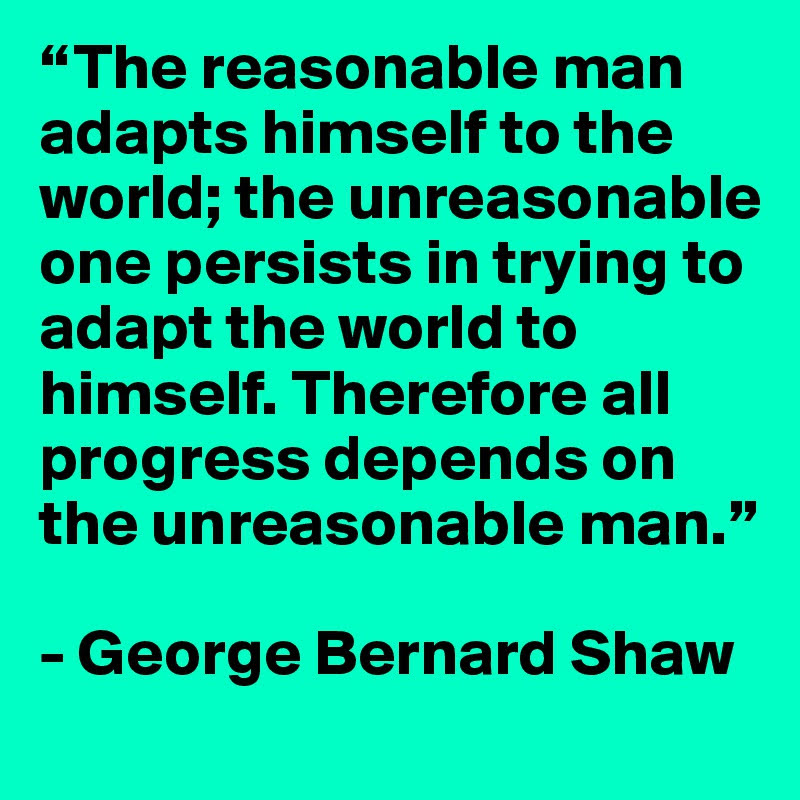 “The reasonable man
adapts himself to the
world; the unreasonable
one persists in trying to
adapt the world to
himself. Therefore all
progress depends on
the unreasonable man.”
- George Bernard Shaw